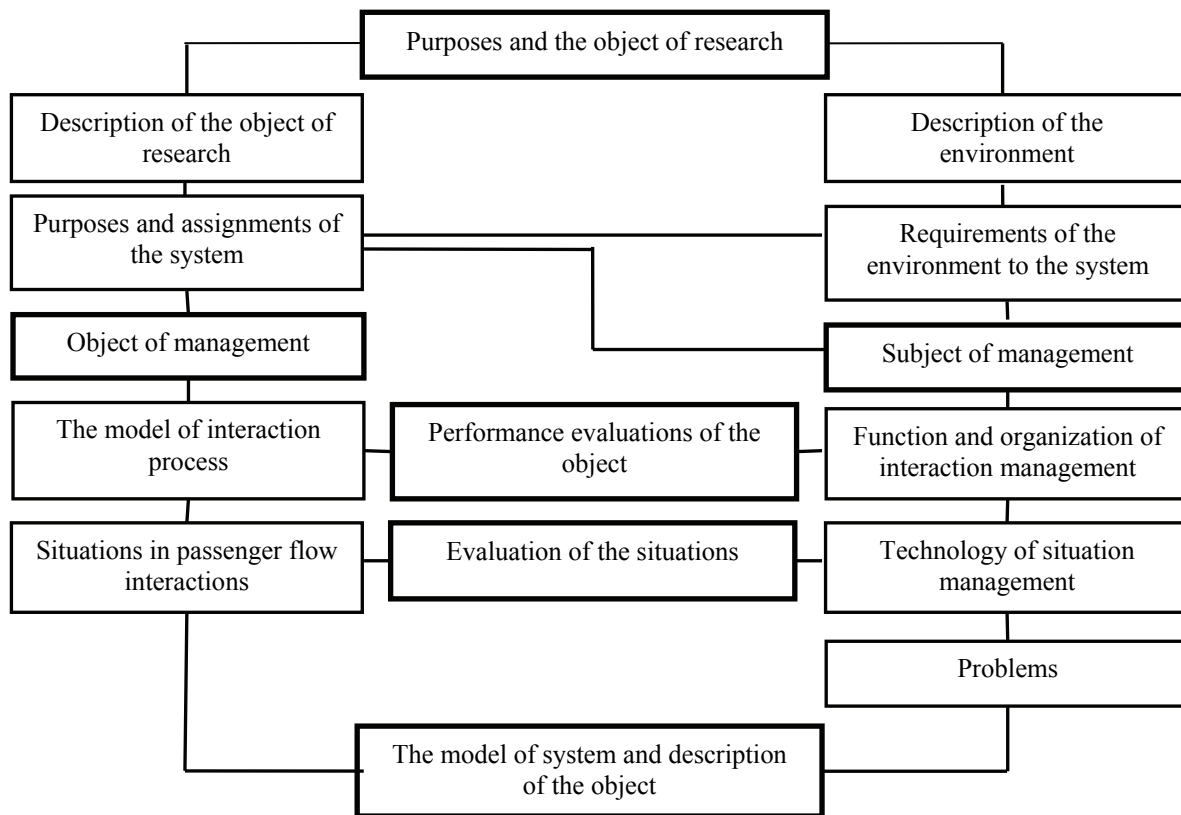 Purposes and the object of research
Description of the object of
research
Description of the
environment
Purposes and assignments of
the system
Requirements of the
environment to the system
Object of management
Subject of management
The model of interaction
process
Performance evaluations of the
object
Function and organization of
interaction management
Situations in passenger flow
interactions
Evaluation of the situations
Technology of situation
management
Problems
The model of system and description
of the object